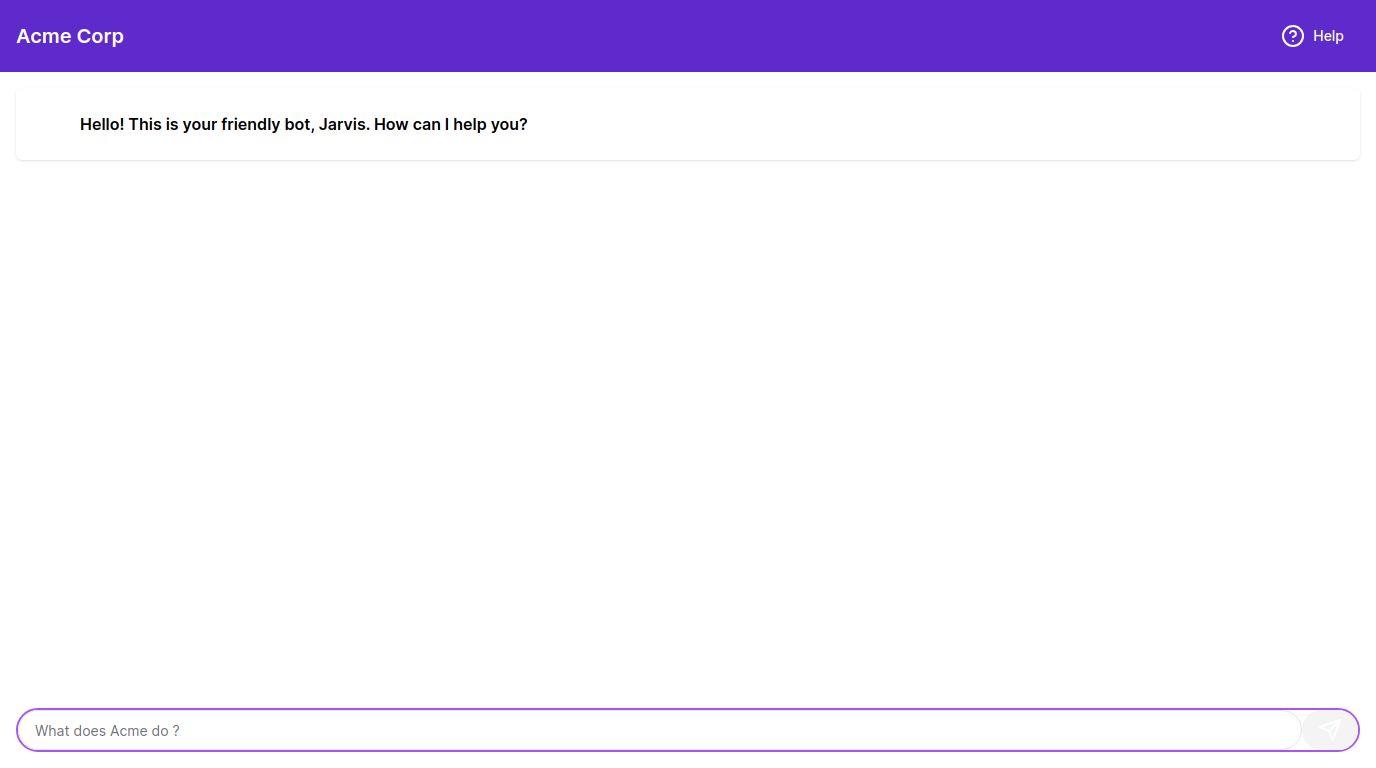 Acme Corp
Help
Hello! This is your friendly bot, Jarvis. How can I help you?
What does Acme do ?